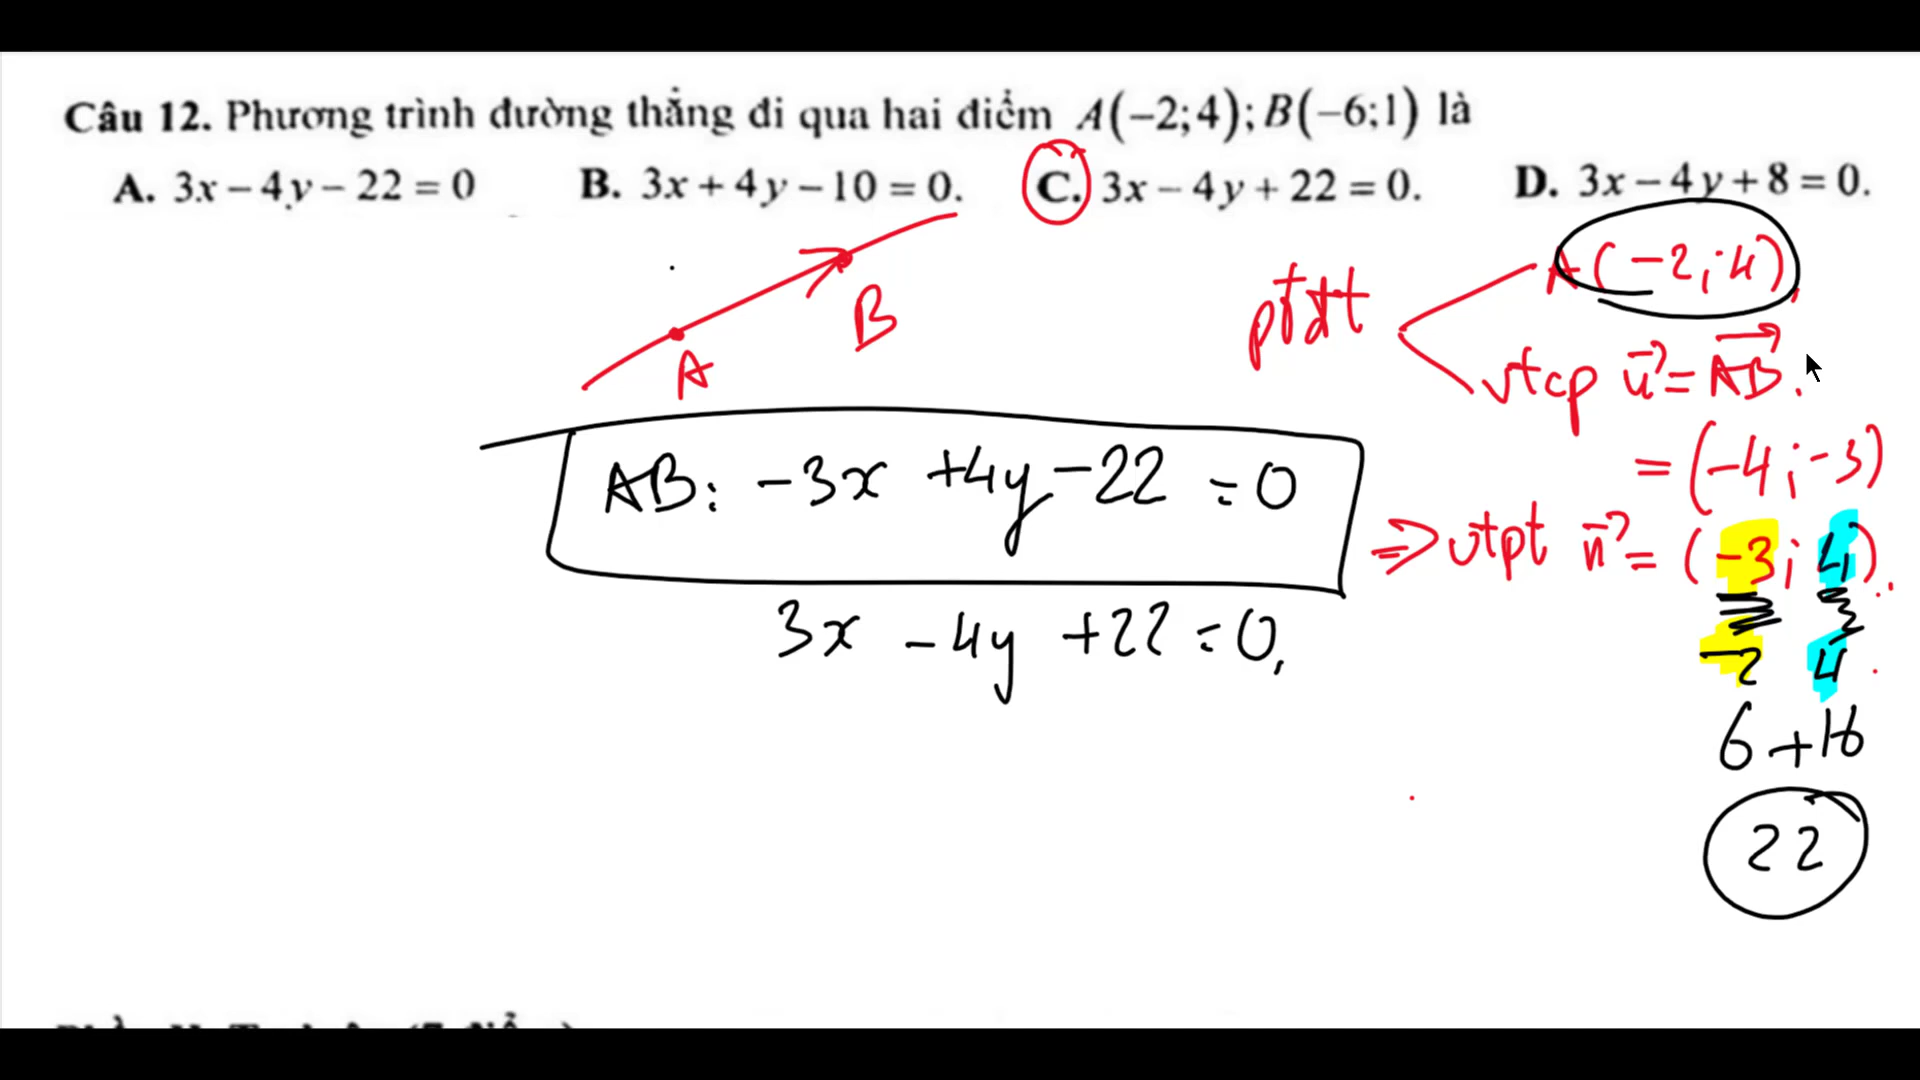 Câu 12. Phương trình đường thẳng đi qua hai điểm A(−2;4); B(−6;1) là
A. 3x − 4y − 22 = 0 B. 3x + 4y − 10 = 0. C. 3x − 4y + 22 = 0. D. 3x − 4y + 8 = 0.
A
B
ptđt
A(−2;4).
vtcp u⃗ = AB⃗.
= (−4;−3)
⇒ vtpt n⃗ = (−3; 4).
−2 4
6 + 16
22
AB: −3x + 4y − 22 = 0
3x − 4y + 22 = 0.